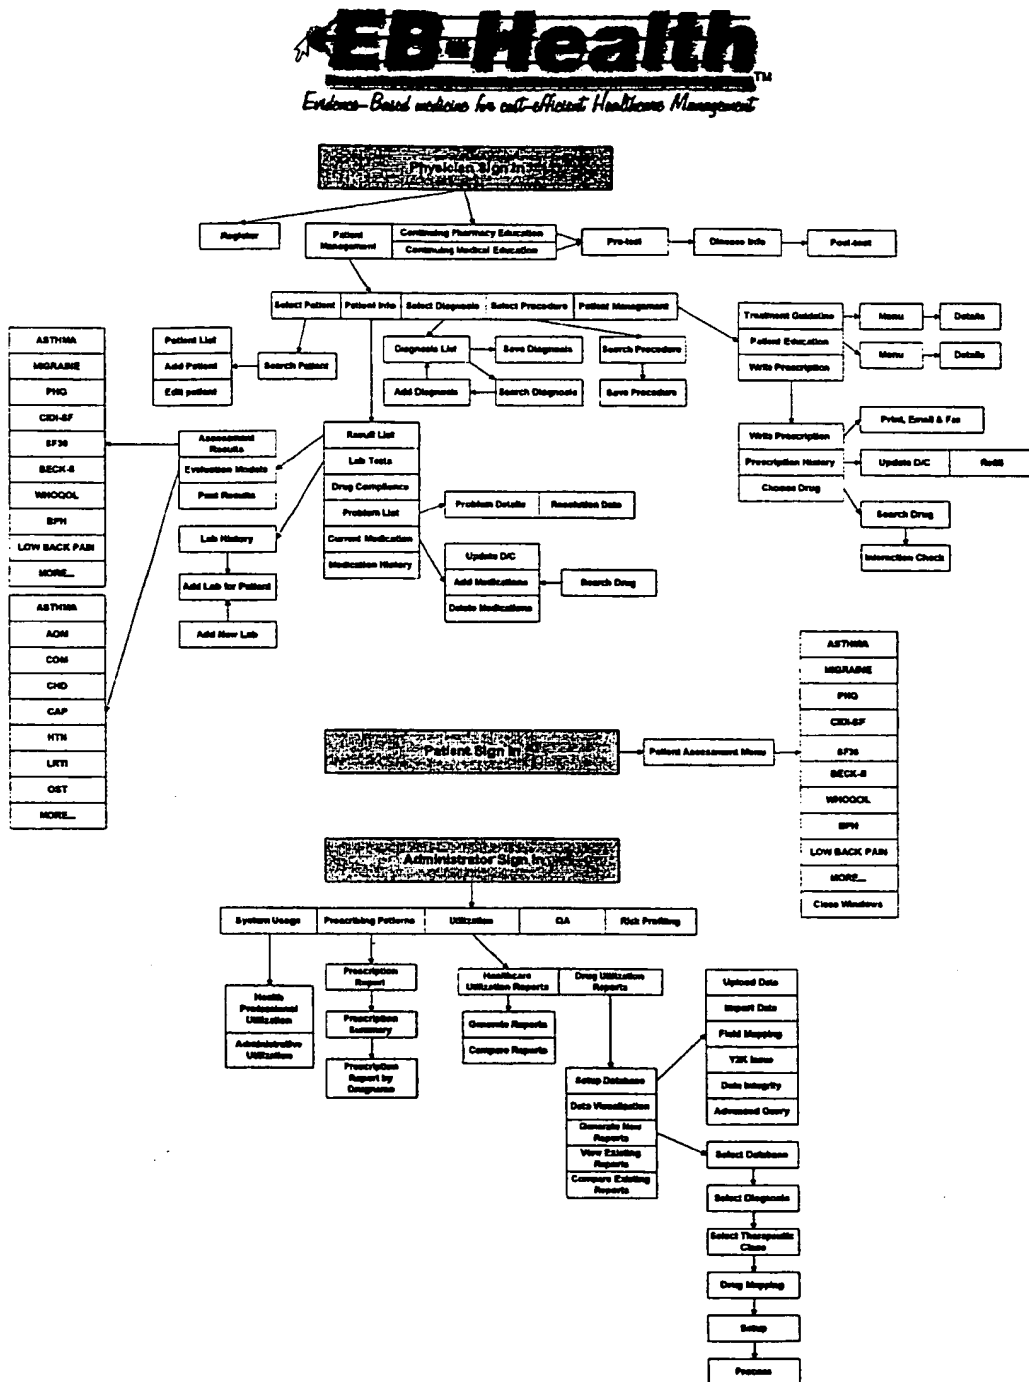 EB-Health
TM
Evidence-Based medicine for cost-efficient Healthcare Management
Physician Sign In
Register
Patient
Management
Continuing Pharmacy Education
Continuing Medical Education
Pre-test
Disease Info
Post-test
Select Patient
Patient Info
Select Diagnosis
Select Procedure
Patient Management
Treatment Guideline
Patient Education
Write Prescription
Menu
Details
Menu
Details
Patient List
Add Patient
Edit patient
Search Patient
Diagnosis List
Save Diagnosis
Add Diagnosis
Search Diagnosis
Search Procedure
Save Procedure
ASTHMA
MIGRAINE
PHQ
CIDI-SF
SF36
BECK-II
WHOQOL
BPH
LOW BACK PAIN
MORE...
Assessment
Results
Evaluation Models
Past Results
Result List
Lab Tests
Drug Compliance
Problem List
Current Medication
Medication History
Lab History
Add Lab for Patient
Add New Lab
Problem Details
Resolution Date
Update D/C
Add Medications
Delete Medications
Search Drug
Write Prescription
Prescription History
Choose Drug
Print, Email & Fax
Update D/C
Refill
Search Drug
Interaction Check
ASTHMA
AOM
COM
CHD
CAP
HTN
LRTI
OST
MORE...
Patient Sign In
Patient Assessment Menu
ASTHMA
MIGRAINE
PHQ
CIDI-SF
SF36
BECK-II
WHOQOL
BPH
LOW BACK PAIN
MORE...
Close Windows
Administrator Sign In
System Usage
Prescribing Patterns
Utilization
QA
Risk Profiling
Health
Professional
Utilization
Administrative
Utilization
Prescription
Report
Prescription
Summary
Prescription
Report by
Drugname
Healthcare
Utilization Reports
Drug Utilization
Reports
Generate Reports
Compare Reports
Setup Database
Data Visualization
Generate New
Reports
View Existing
Reports
Compare Existing
Reports
Upload Data
Import Data
Field Mapping
Y2K Issue
Data Integrity
Advanced Query
Select Database
Select Diagnosis
Select Therapeutic
Class
Drug Mapping
Setup
Process